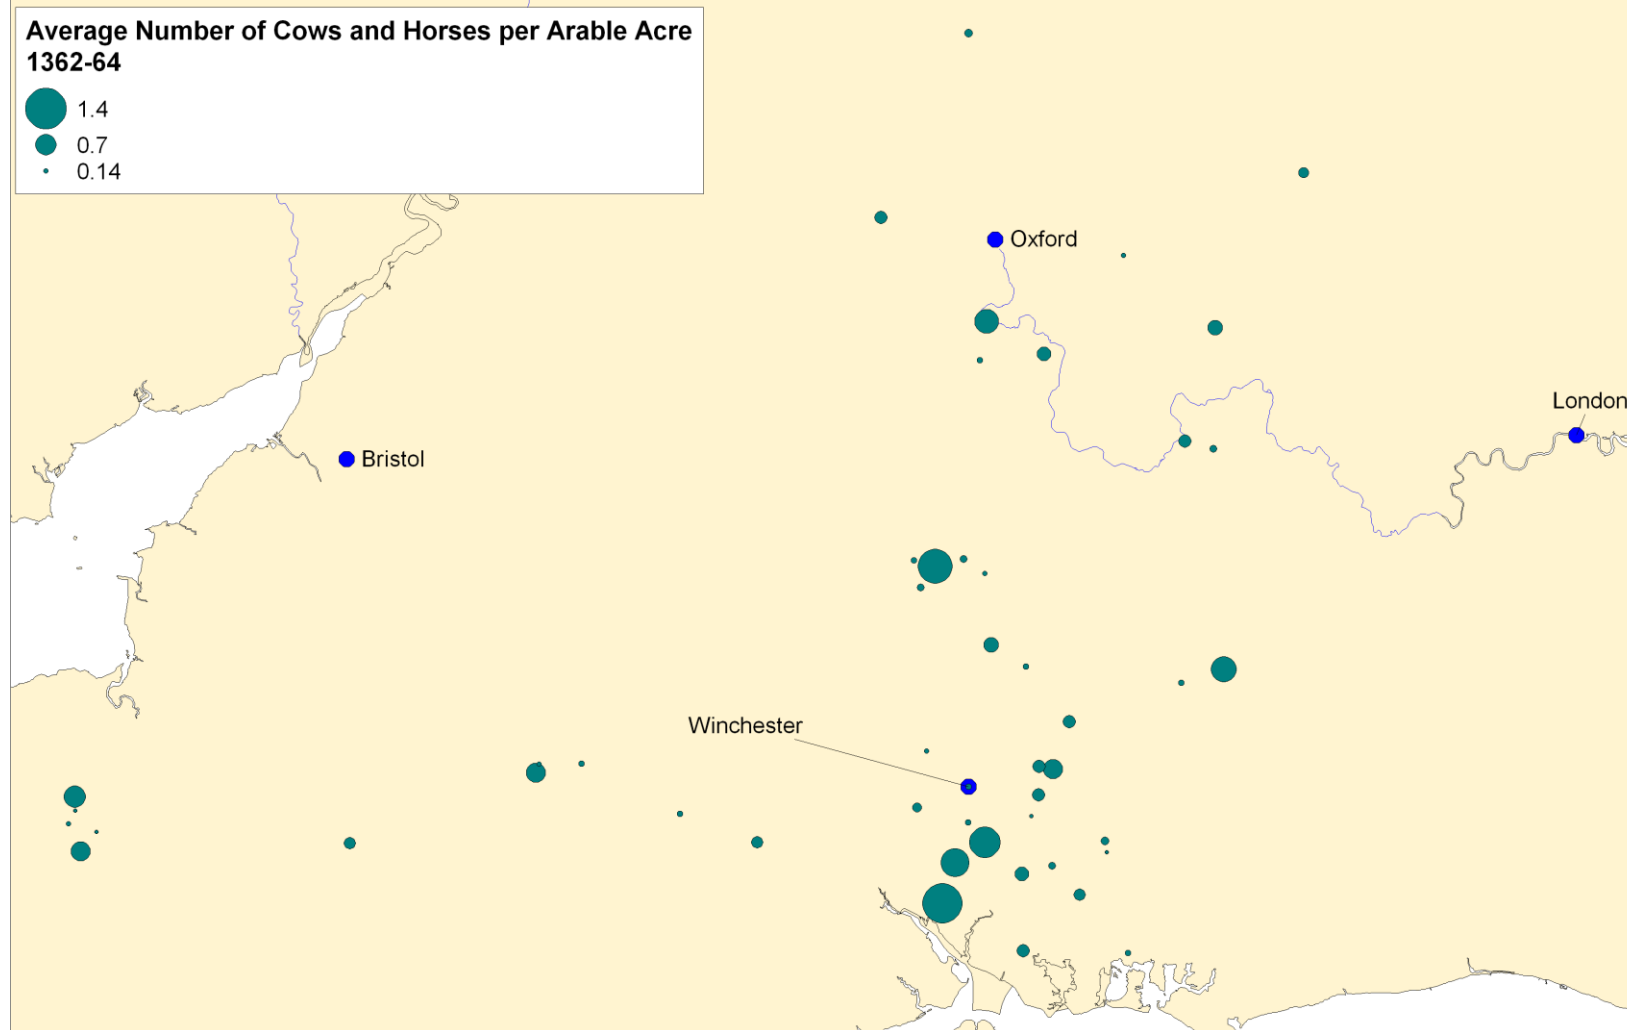 Average Number of Cows and Horses per Arable Acre
1362-64
1.4
0.7
0.14
Oxford
London
Bristol
Winchester